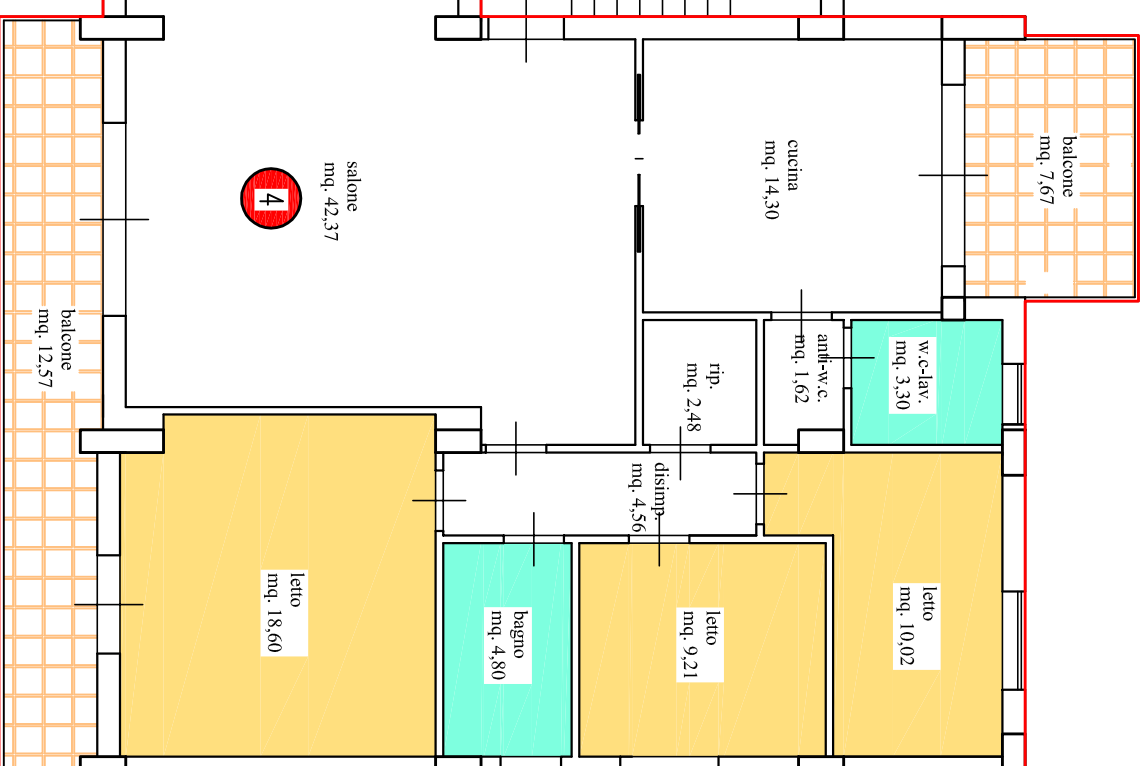 balcone
mq. 7,67
cucina
mq. 14,30
salone
mq. 42,37
4
balcone
mq. 12,57
w.c-lav.
mq. 3,30
anti-w.c.
mq. 1,62
rip.
mq. 2,48
disimp.
mq. 4,56
letto
mq. 10,02
letto
mq. 9,21
bagno
mq. 4,80
letto
mq. 18,60